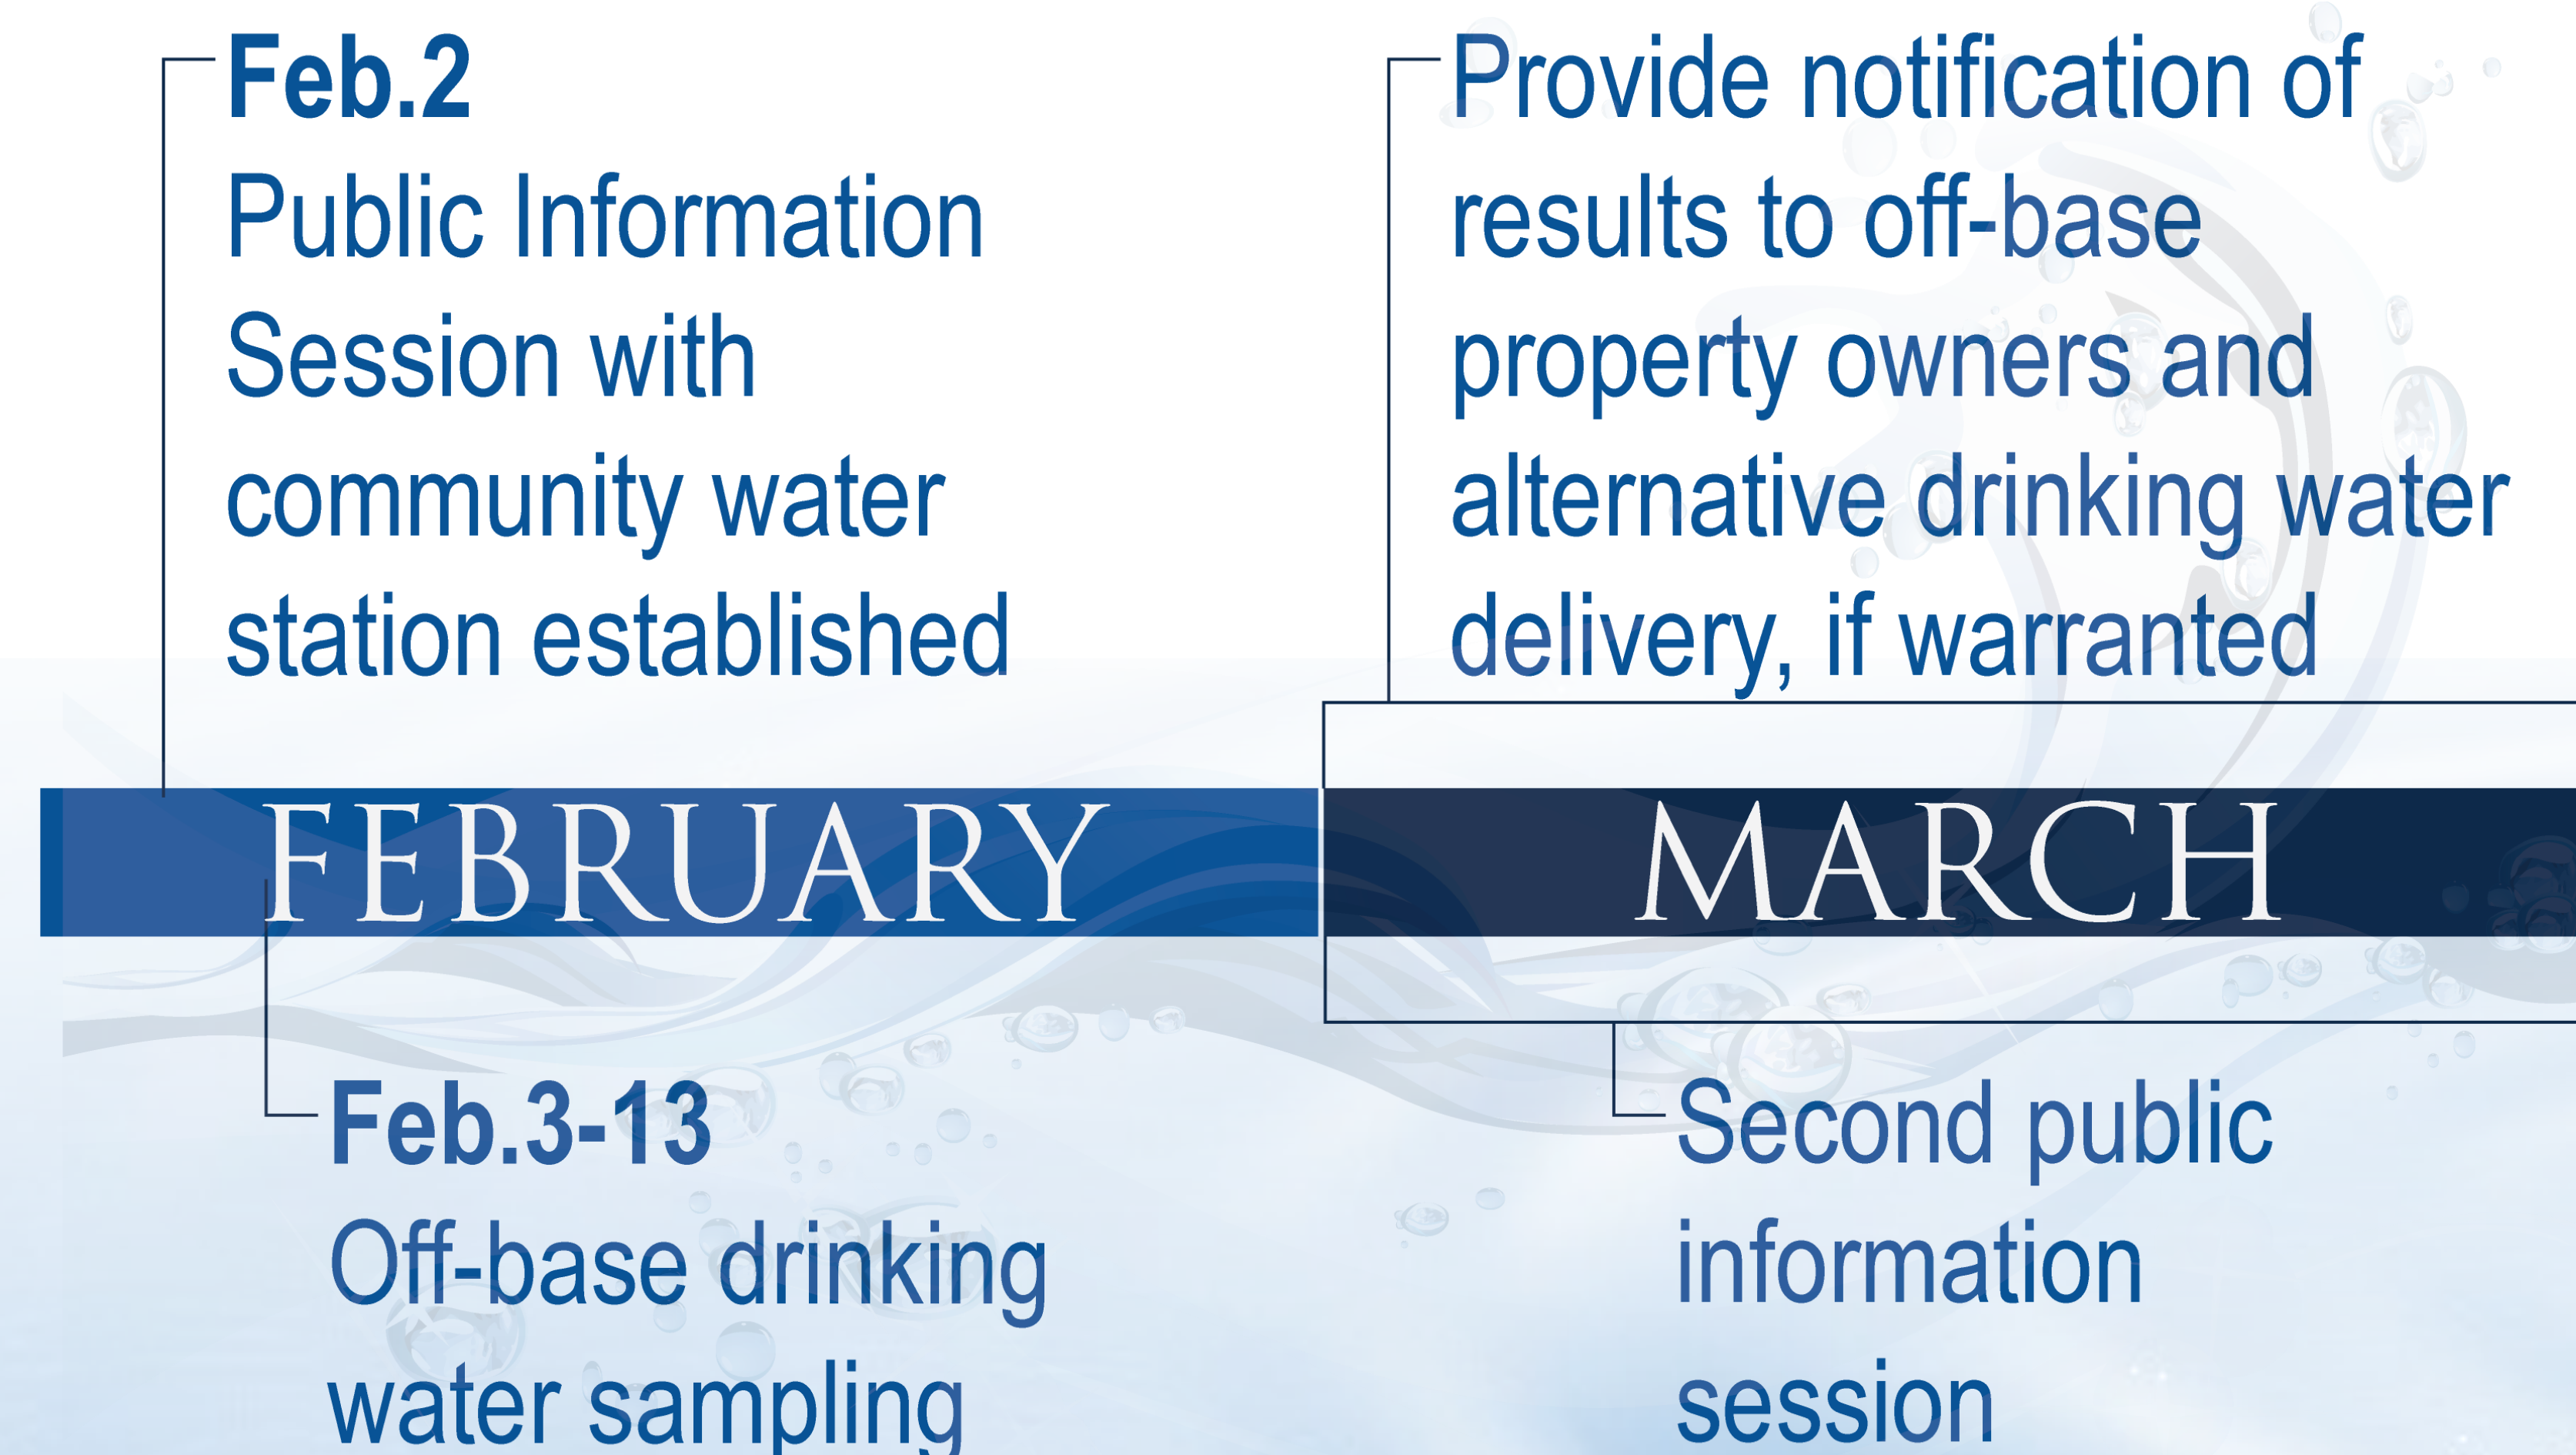 Feb.2
Public Information
Session with
community water
station established
Provide notification of
results to off-base
property owners and
alternative drinking water
delivery, if warranted
FEBRUARY
MARCH
Feb.3-13
Off-base drinking
water sampling
Second public
information
session